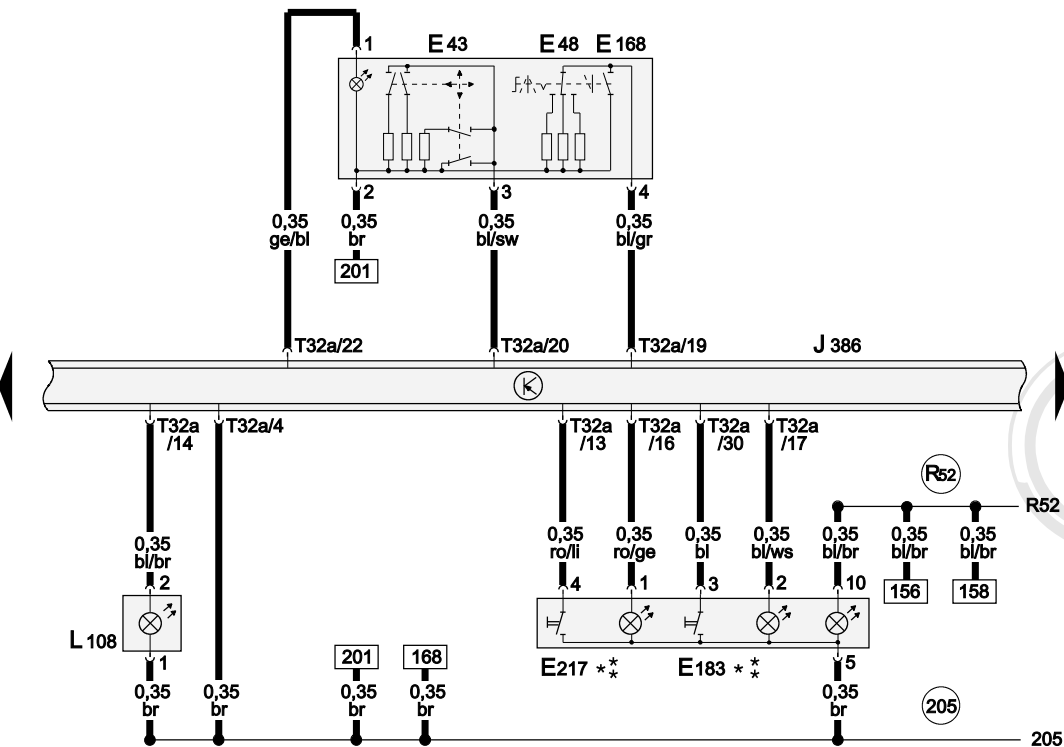 1 E 43 E 48 E 168
2 3 4
0,35 0,35 0,35 0,35
ge/bl br bl/sw bl/gr
201
T32a/22 T32a/20 T32a/19 J 386
T32a T32a/4 T32a T32a T32a T32a
/14 /13 /16 /30 /17
R52
R52
0,35 0,35 0,35 0,35 0,35 0,35 0,35
ro/li ro/ge bl bl/ws bl/br bl/br bl/br
0,35
bl/br
2 4 1 3 2 10 156 158
L 108
1 201 168 E217 *** E183 *** 5
0,35 0,35 0,35 0,35 0,35
br br br br br
205
205